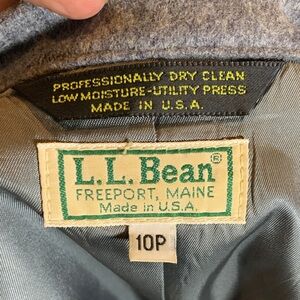 PROFESSIONALLY DRY CLEAN
LOW MOISTURE-UTILITY PRESS
MADE IN U.S.A.
L.L.Bean®
FREEPORT, MAINE
Made in U.S.A.
10P